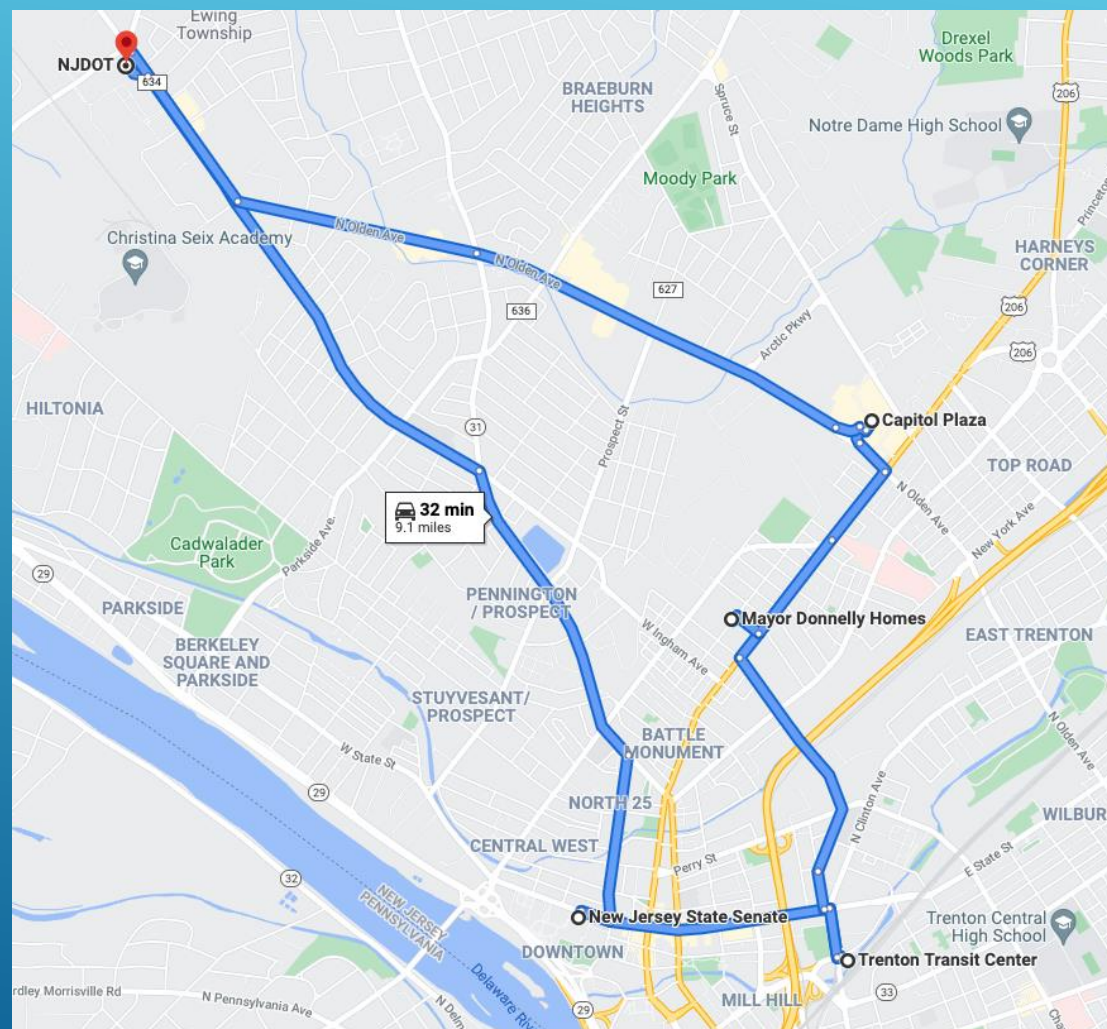 Ewing
Township
NJDOT
634
Drexel
Woods Park
206
BRAEBURN
HEIGHTS
Spruce St
Notre Dame High School
Moody Park
Princeton
N Olden Ave
Christina Seix Academy
N Olden Ave
HARNEYS
CORNER
627
636
206
Arctic Pkwy
206
HILTONIA
31
Prospect St
Capitol Plaza
TOP ROAD
N Olden Ave
32 min
9.1 miles
New York Ave
Cadwalader
Park
Parkside Ave.
29
PENNINGTON
/ PROSPECT
PARKSIDE
Mayor Donnelly Homes
W Ingham Ave
EAST TRENTON
BERKELEY
SQUARE AND
PARKSIDE
STUYVESANT/
PROSPECT
N Olden Ave
BATTLE
MONUMENT
W State St
29
NORTH 25
N Clinton Ave
WILBUR
CENTRAL WEST
Perry St
E State St
32
NEW JERSEY
PENNSYLVANIA
New Jersey State Senate
Trenton Central
High School
DOWNTOWN
Trenton Transit Center
rdley Morrisville Rd
N Pennsylvania Ave
Delaware Riv
N Delm
29
MILL HILL
33
Cha